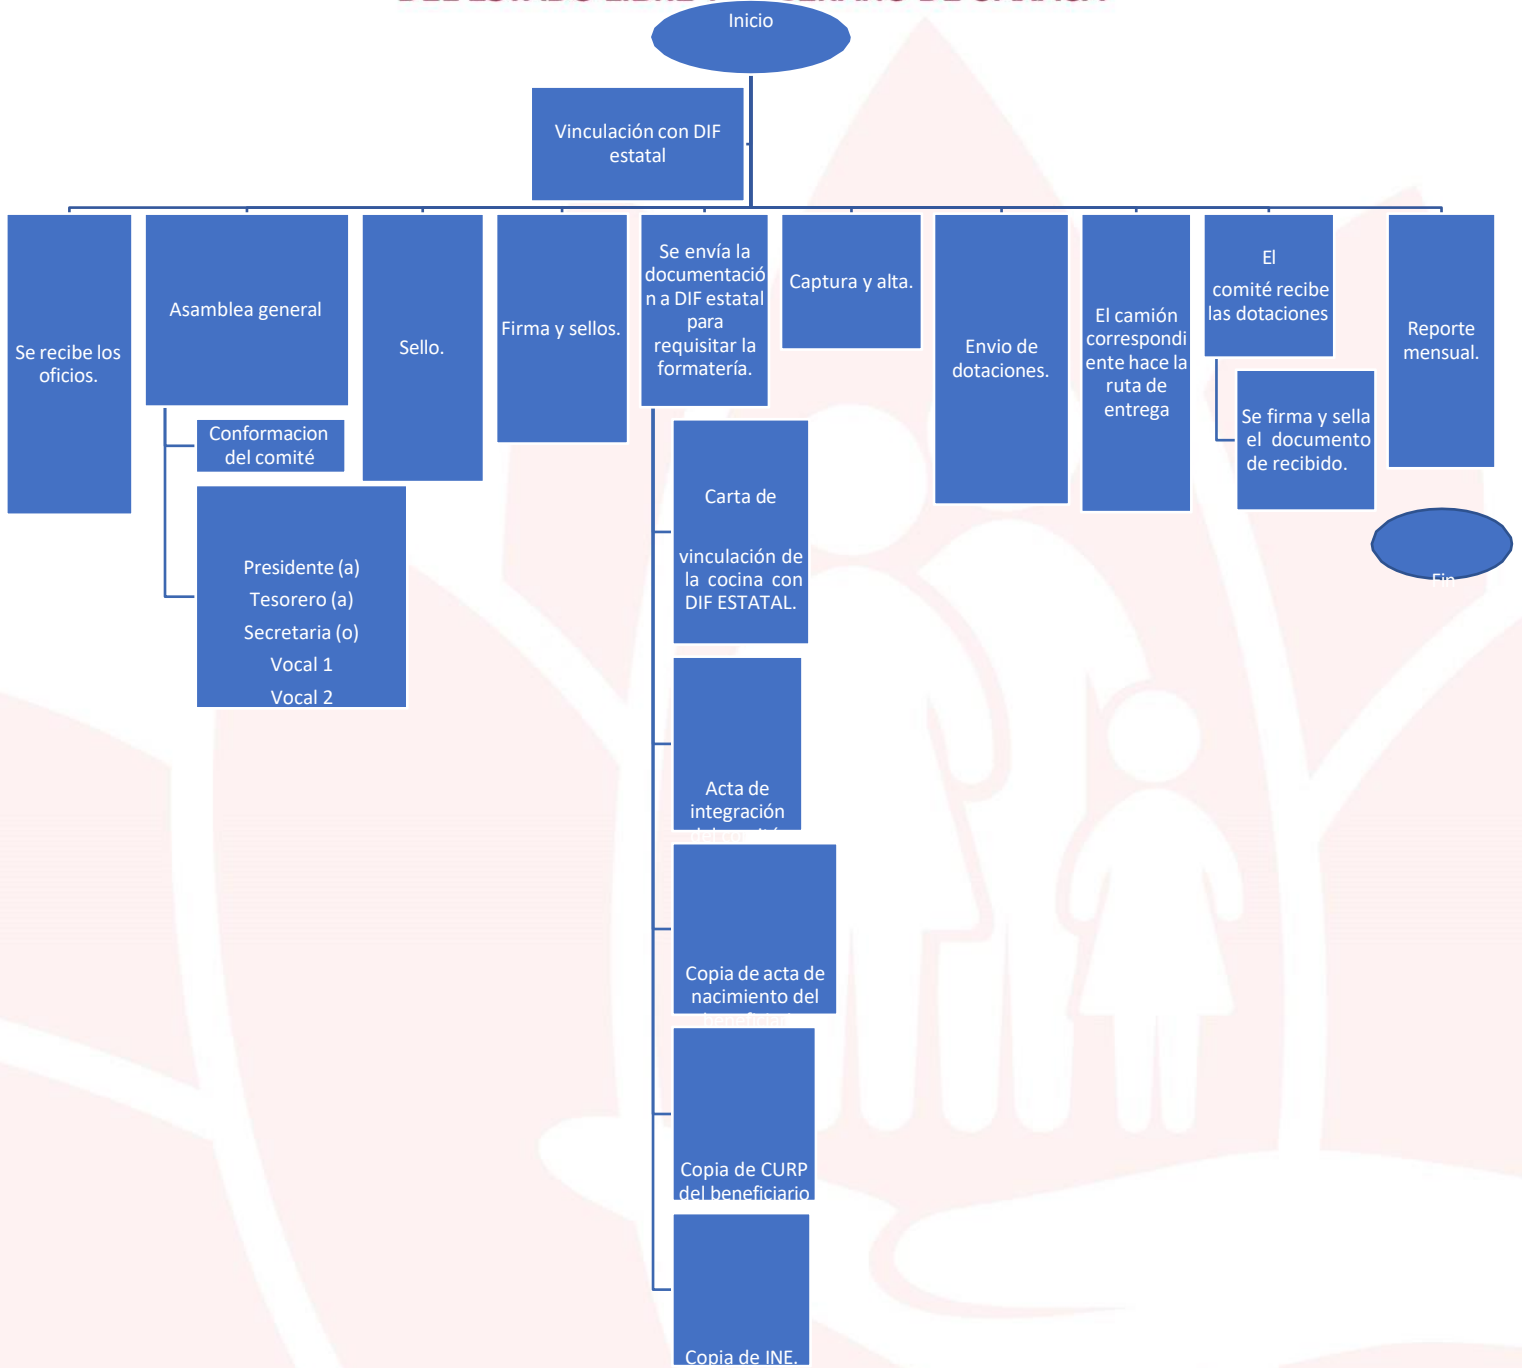 Inicio
Vinculación con DIF
estatal
Se recibe los
oficios.
Asamblea general
Conformacion
del comité
Presidente (a)
Tesorero (a)
Secretaria (o)
Vocal 1
Vocal 2
Sello.
Firma y sellos.
Se envía la
documentació
n a DIF estatal
para
requisitar la
formatería.
Carta de
vinculación de
la cocina con
DIF ESTATAL.
Acta de
integración
Copia de acta de
nacimiento del
Copia de CURP
del beneficiario
Copia de INE.
Captura y alta.
Envio de
dotaciones.
El camión
correspondi
ente hace la
ruta de
entrega
El
comité recibe
las dotaciones
Se firma y sella
el documento
de recibido.
Reporte
mensual.
Fin